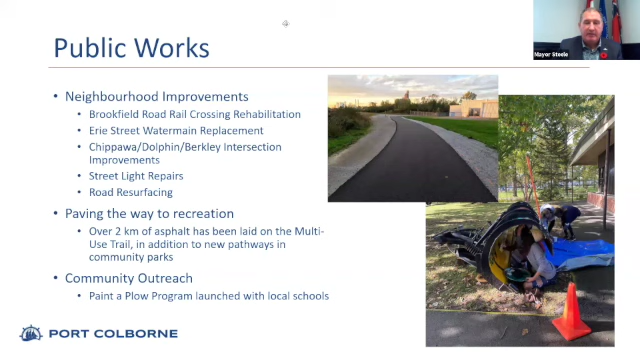 Public Works
Mayor Steele
• Neighbourhood Improvements
• Brookfield Road Rail Crossing Rehabilitation
• Erie Street Watermain Replacement
• Chippawa/Dolphin/Berkley Intersection
Improvements
• Street Light Repairs
• Road Resurfacing
• Paving the way to recreation
• Over 2 km of asphalt has been laid on the Multi-
Use Trail, in addition to new pathways in
community parks
• Community Outreach
• Paint a Plow Program launched with local schools
PORT COLBORNE